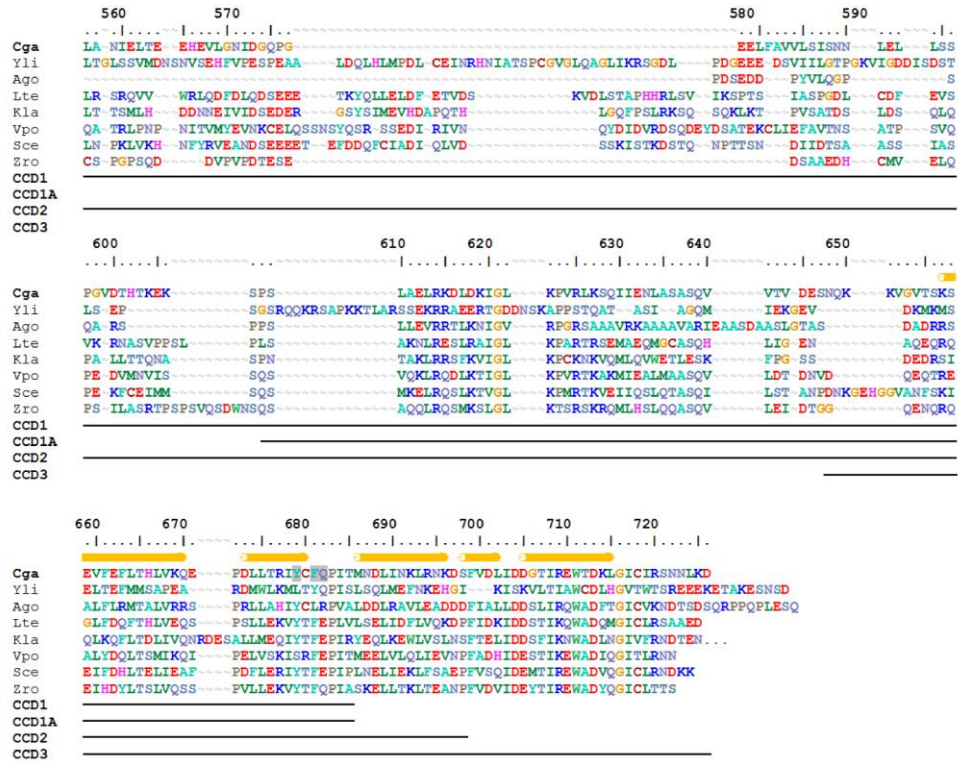 560 570 580 590
Cga LA NIELTE EHEVLGNIDGQPG EELFAVVLSISNN LEL LSS
Yli LTGLSSVMDNSNVSEHFVPESPEAA LDQLHLMPDL CEINRHNIATSPCGVGLQAGLIKRSGDL PDGEEE DSVIILGTPGKVIGDDISDST
Ago PDSEDD PYVLQGP
Lte LR SRQVV WRLQDFDLQDSEEE TKYQLLELDF ETVDS KVDLSTAPHHRLSV IKSPTS IASPGDL CDF EVS
Kla LT TSMLH DDNNEIVIDSEDER GSYSIMEVHDAPQTH LGQFPSLRKSQ SQKLKT PVSATDS LDS QLQ
Vpo QA TRLPNP NITVMYEVNKCELQSSNSYQSR SSEDI RIVN QYDIDVRDSQDEYDSATEKCLIEFAVTNS ATP SVQ
Sce LN PKLVKH NFYRVEANDSEEEET EFDDQFCIADI QLVD SSKISTKDSTQ NPTTSN DIIDTSA ASS IAS
Zro CS PGPSQD DVPVPDTESE DSAAEDH CMV ELQ
CCD1
CCD1A
CCD2
CCD3
600 610 620 630 640 650
Cga PGVDTHTKEK SPS LAELRKDLDKIGL KPVRLKSQIIENLASASQV VTV DESNQK KVGVTSKS
Yli LS EP GSRQQKRSAPKKTLARSSEKRRAEERTGDDNSKAPPSTQAT ASI AGQM IEKGEV DKMKMS
Ago QA RS PPS LLEVRRTLKNIGV RPGRSAAAVRKAAAAVARIEAASDAASLGTAS DADRRS
Lte VK RNASVPPSL PLS AKNLRESLRAIGL KPARTRSEMAEQMGCASQH LIG EN AQEQRQ
Kla PA LLTTQNA SPN TAKLRRSFKVIGL KPCKNKVQMLQVWETLESK FPG SS DEDRSI
Vpo PE DVMNVIS SQS VQKLRQDLKTIGL KPVRTKAKMIEALMAASQV LDT DNVD QEQTRE
Sce PE KFCEIMM SQS MKELRQSLKTVGL KPMRTKVEIIQSLQTASQI LST ANPDNKGEHGGVANFSKI
Zro PS ILASRTPSPSVQSDWNSQS AQQLRQSMKSLGL KTSRSKRQMLHSLQQASQV LEI DTGG QENQRQ
CCD1
CCD1A
CCD2
CCD3
660 670 680 690 700 710 720
Cga EVFEFLTHLVKQE PDLLTRIYCFQPITMNDLINKLRNKDSFVDLIDDGTIREWTDKLGICIRSNNLKD
Yli ELTEFMMSAPEA RDMWLKMLTYQPISLSQLMEFNKEHGI KISKVLTIAWCDLHGVTWTSREEEKETAKESNSD
Ago ALFLRMTALVRRS PRLLAHIYCLRPVALDDLRAVLEADDDFIALLDDSLIRQWADFTGICVKNDTSDSQRPPQPLESQ
Lte GLFDQFTHLVEQS PSLLEKVYTFEPLVLSELIDFLVQKDPFIDKIDDSTIKQWADQMGICLRSAAED
Kla QLKQFLTDLIVQNRDESALLMEQIYTFEPIRYEQLKEWLVSLNSFTELIDDSFIKNWADLNGIVFRNDTEN...
Vpo ALYDQLTSMIKQI PELVSKISRFEPITMEELVLQLIEVNPFADHIDESTIKEWADIQGITLRNN
Sce EIFDHLTELIEAF PDFLERIYTFEPIPLNELIEKLFSAEPFVSQIDEMTIREWADVQGICLRNDKK
Zro EIHDYLTSLVQSS PVLLEKVYTFQPIASKELLTKLTEANPFVDVIDEYTIREWADYQGICLTTS
CCD1
CCD1A
CCD2
CCD3